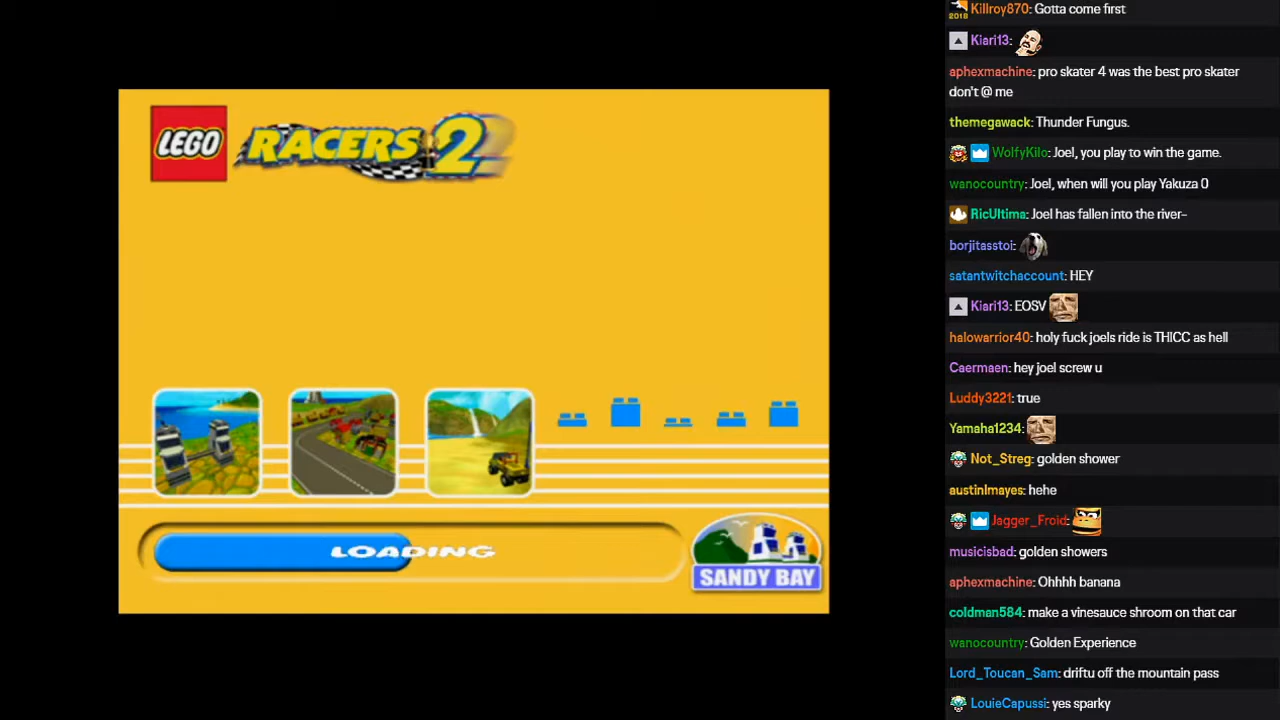 LEGO RACERS 2
LOADING
SANDY BAY
2018 Killroy870: Gotta come first
Kiari13:
aphexmachine: pro skater 4 was the best pro skater
don't @ me
themegawack: Thunder Fungus.
WolfyKilo: Joel, you play to win the game.
wanocountry: Joel, when will you play Yakuza 0
RicUltima: Joel has fallen into the river-
borjitasstoi:
satantwitchaccount: HEY
Kiari13: EOSV
halowarrior40: holy fuck joels ride is THICC as hell
Caermaen: hey joel screw u
Luddy3221: true
Yamaha1234:
Not_Streg: golden shower
austinlmayes: hehe
Jagger_Froid:
musicisbad: golden showers
aphexmachine: Ohhhh banana
coldman584: make a vinesauce shroom on that car
wanocountry: Golden Experience
Lord_Toucan_Sam: driftu off the mountain pass
LouieCapussi: yes sparky